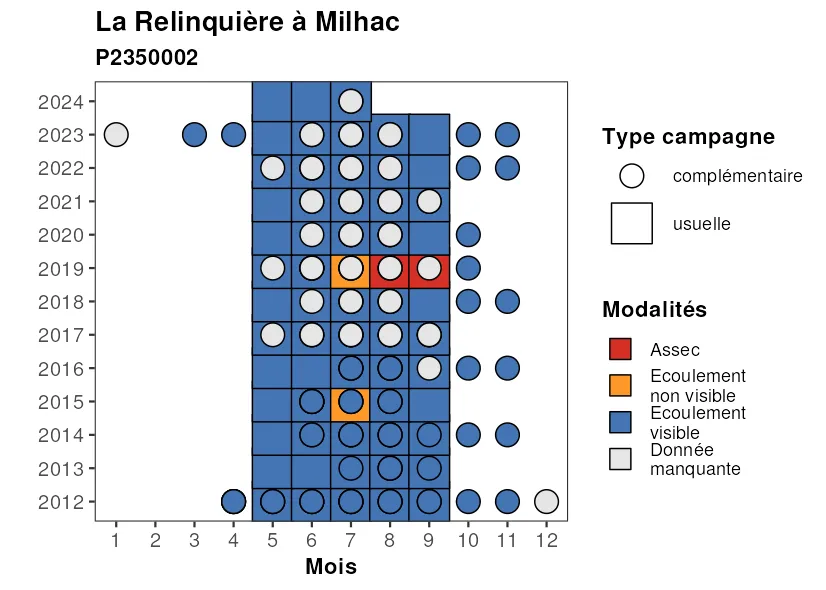 La Relinquière à Milhac
P2350002
2024
2023
2022
2021
2020
2019
2018
2017
2016
2015
2014
2013
2012
1 2 3 4 5 6 7 8 9 10 11 12
Mois
Type campagne
complémentaire
usuelle
Modalités
Assec
Ecoulement
non visible
Ecoulement
visible
Donnée
manquante